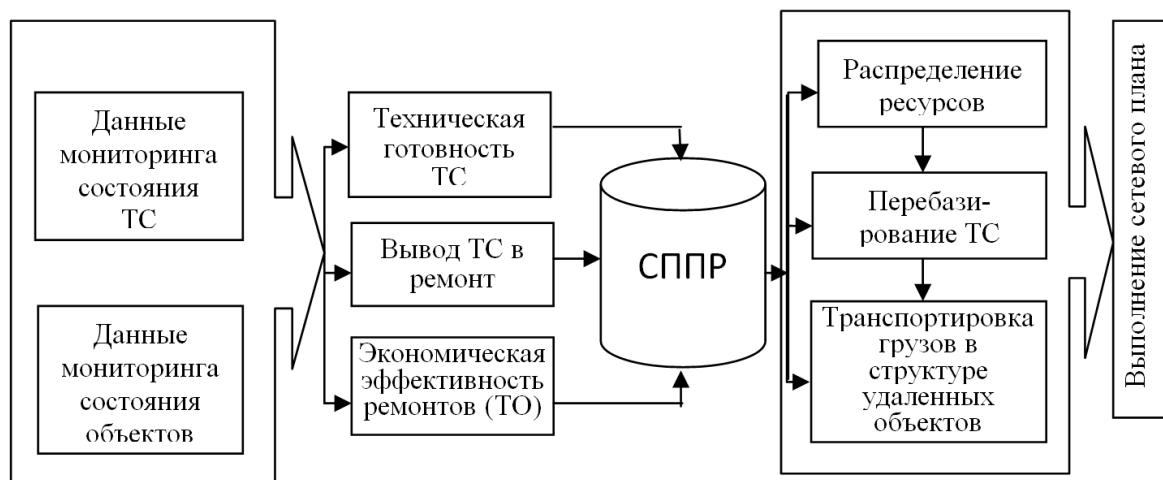 Данные
мониторинга
состояния
ТС
Данные
мониторинга
состояния
объектов
Техническая
готовность
ТС
Вывод ТС в
ремонт
Экономическая
эффективность
ремонтов (ТО)
СППР
Распределение
ресурсов
Перебази-
рование ТС
Транспортировка
грузов в
структуре
удаленных
объектов
Выполнение сетевого плана